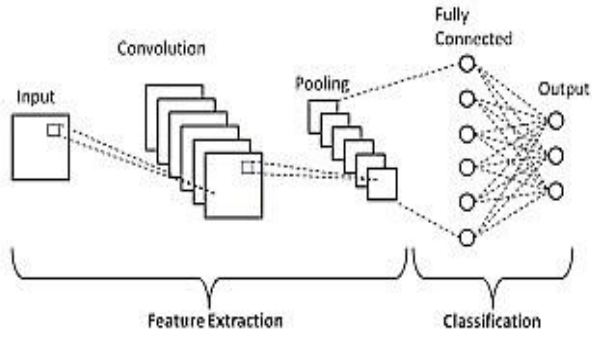 Fully
Connected
Convolution
Pooling
Output
Input
Feature Extraction
Classification